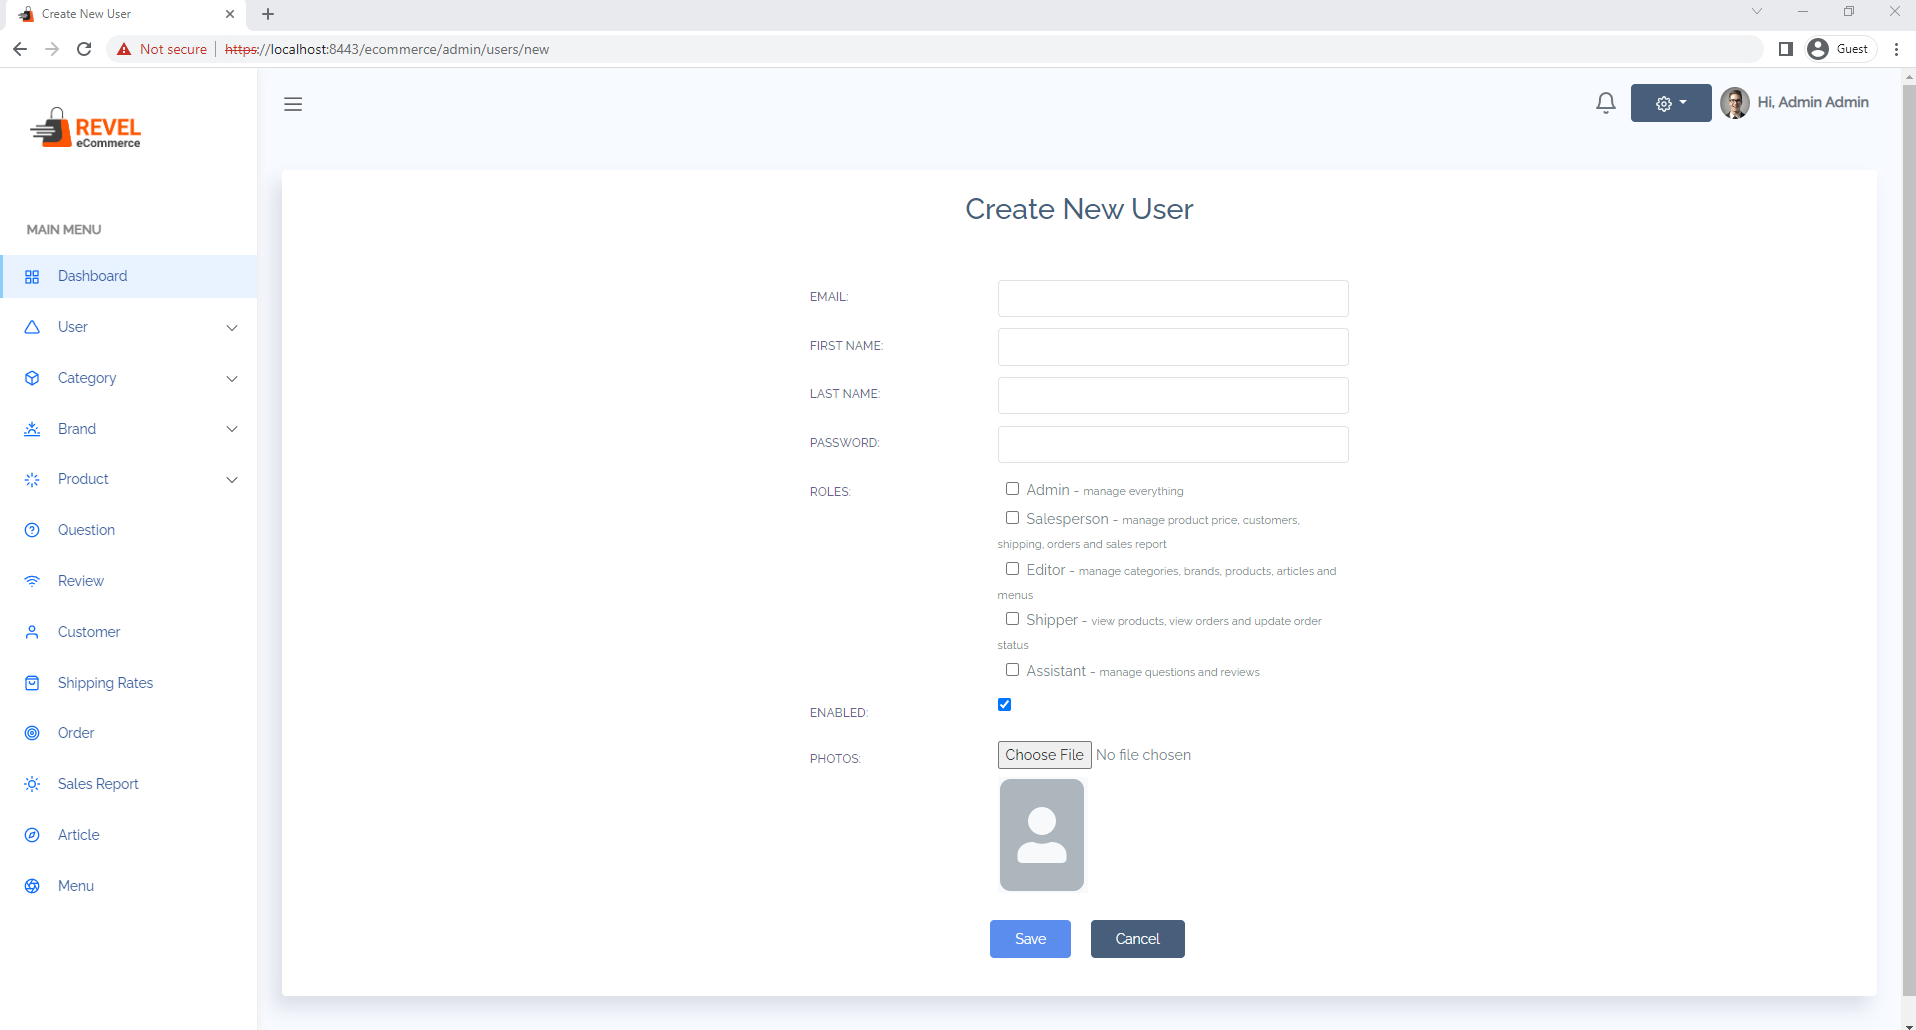 Create New User
Not secure https://localhost:8443/ecommerce/admin/users/new
Guest
REVEL
eCommerce
Hi, Admin Admin
MAIN MENU
Dashboard
User
Category
Brand
Product
Question
Review
Customer
Shipping Rates
Order
Sales Report
Article
Menu
Create New User
EMAIL:
FIRST NAME:
LAST NAME:
PASSWORD:
ROLES:
Admin - manage everything
Salesperson - manage product price, customers,
shipping, orders and sales report
Editor - manage categories, brands, products, articles and
menus
Shipper - view products, view orders and update order
status
Assistant - manage questions and reviews
ENABLED:
PHOTOS:
Choose File No file chosen
Save
Cancel